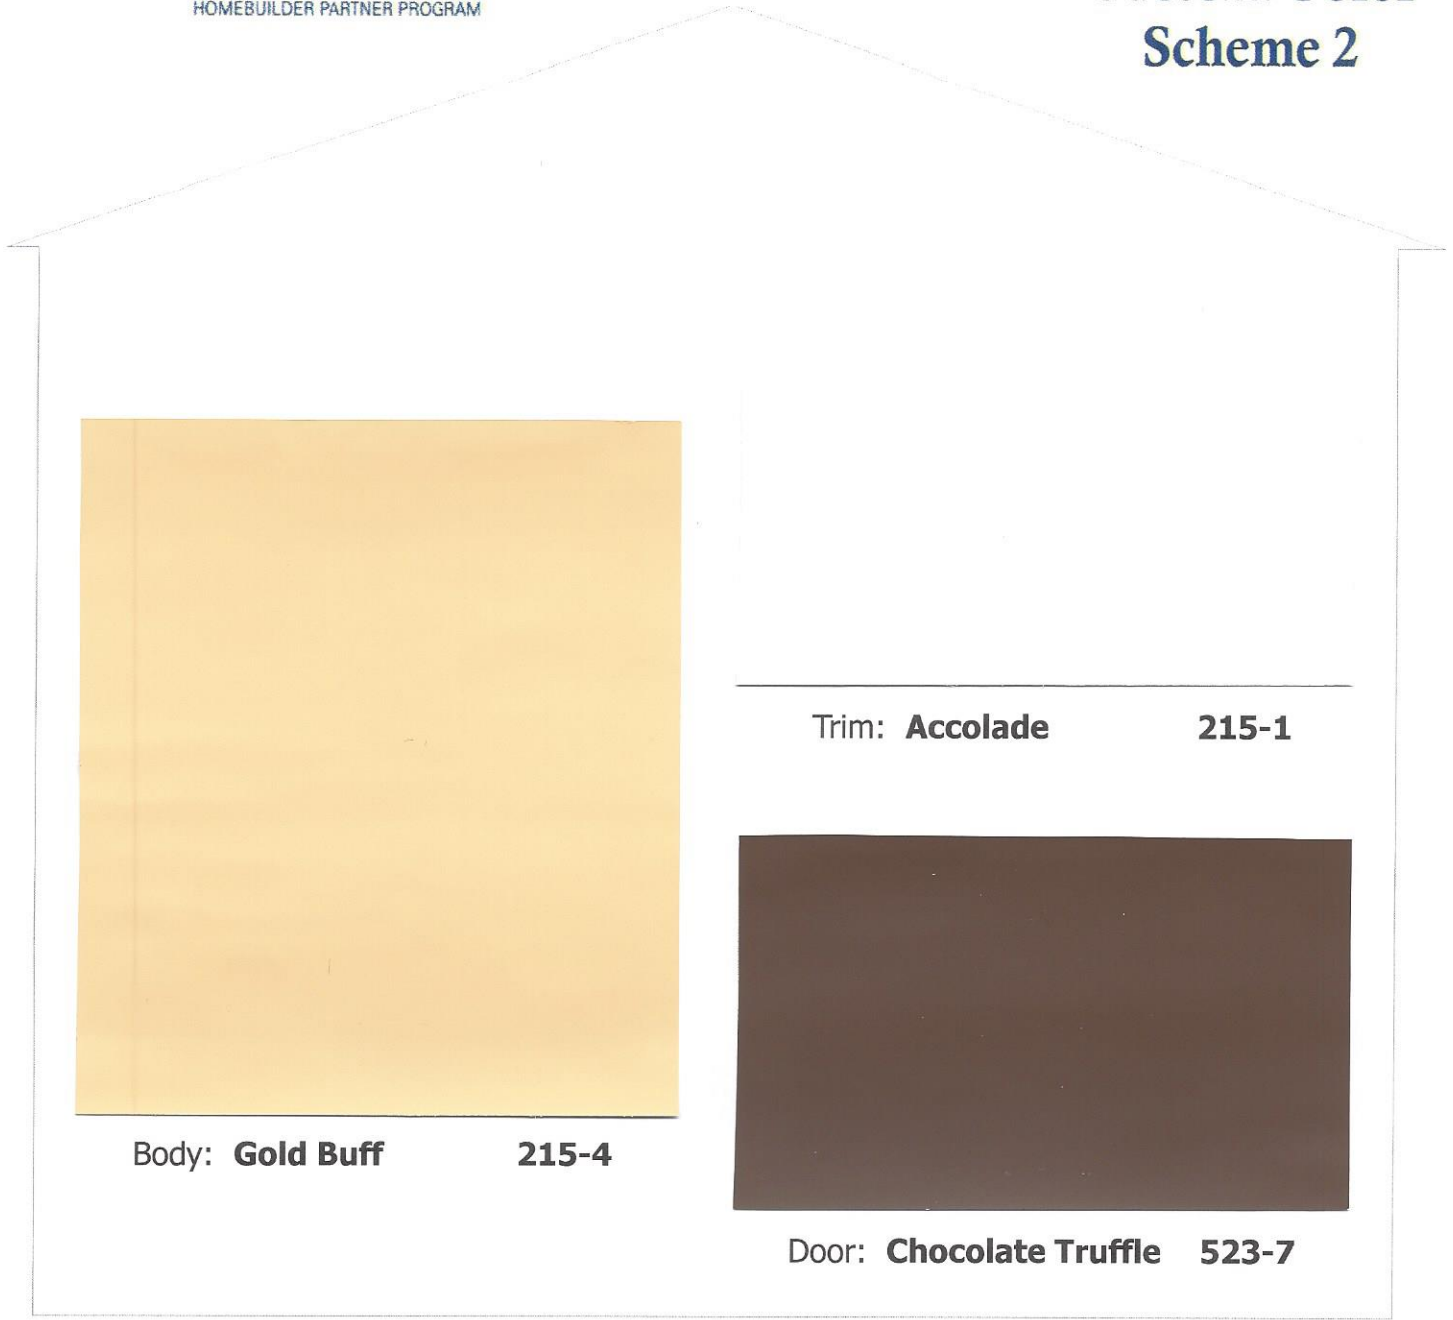 HOMEBUILDER PARTNER PROGRAM
Scheme 2
Trim: Accolade 215-1
Body: Gold Buff 215-4
Door: Chocolate Truffle 523-7